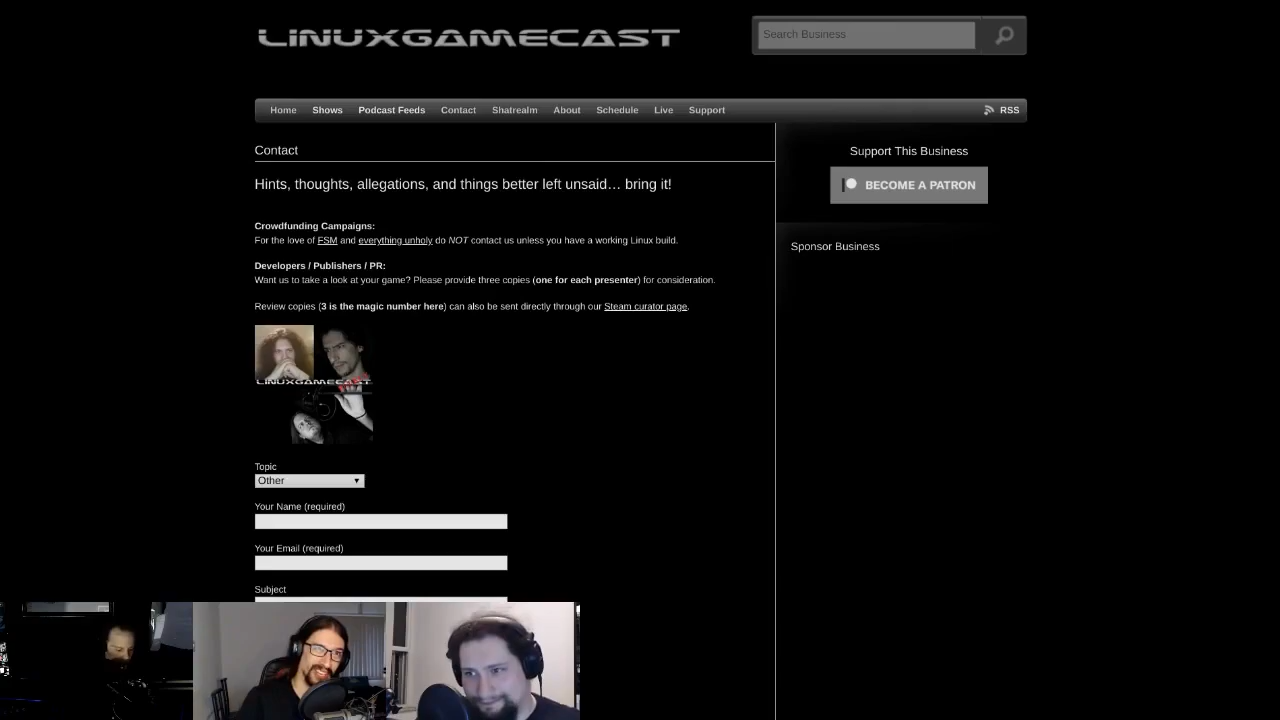 LINUXGAMECAST
Search Business
Home Shows Podcast Feeds Contact Shatrealm About Schedule Live Support RSS
Contact
Hints, thoughts, allegations, and things better left unsaid… bring it!
Crowdfunding Campaigns:
For the love of FSM and everything unholy do NOT contact us unless you have a working Linux build.
Developers / Publishers / PR:
Want us to take a look at your game? Please provide three copies (one for each presenter) for consideration.
Review copies (3 is the magic number here) can also be sent directly through our Steam curator page.
LINUXGAMECAST
Topic
Other
Your Name (required)
Your Email (required)
Subject
Support This Business
BECOME A PATRON
Sponsor Business